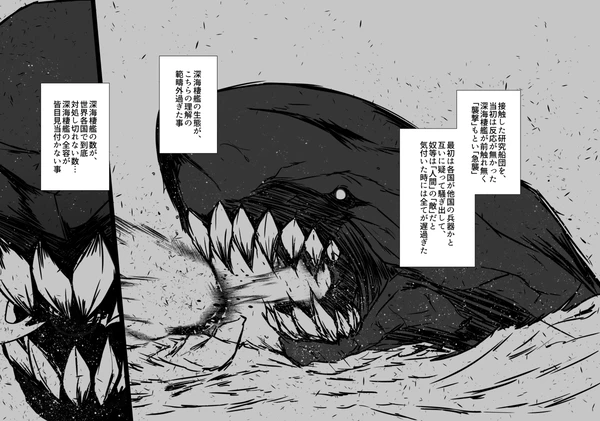 接触した研究船団を、
当初は反応が無かった
深海棲艦が前触れ無く
「襲撃」もとい「急襲」
最初は各国が他国の兵器かと
互いに疑って騒ぎ出して、
奴等は「人間」の「敵」だと
気付いた時には全てが遅過ぎた
深海棲艦の生態が、
こちらの理解の
範疇外過ぎた事
深海棲艦の数が、
世界各国で到底
対処し切れない数…
深海棲艦の全容が
皆目見当付かない事